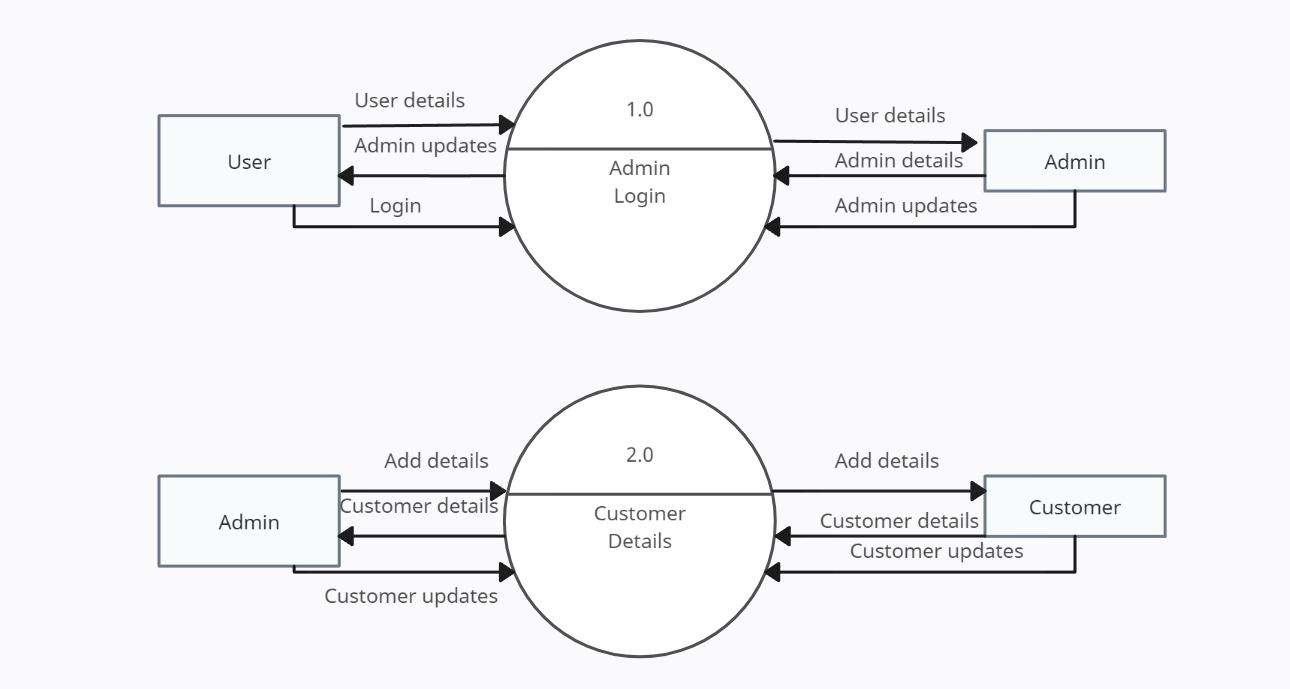 1.0
User details
User details
User
Admin updates
Admin
Login
Admin details
Admin
Login
Admin updates
2.0
Add details
Add details
Admin
Customer details
Customer
Details
Customer details
Customer
Customer updates
Customer updates